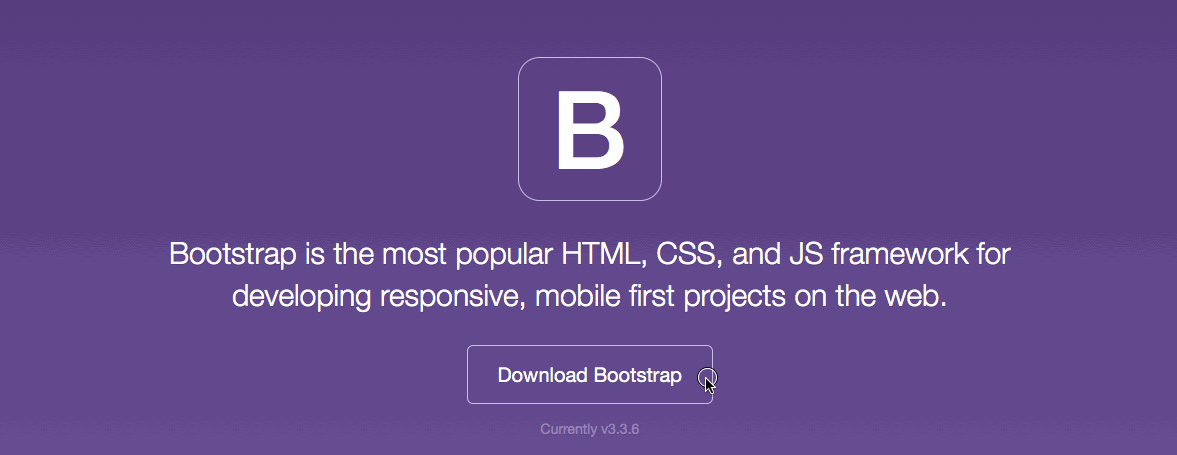 B
Bootstrap is the most popular HTML, CSS, and JS framework for
developing responsive, mobile first projects on the web.
Download Bootstrap
Currently v3.3.6